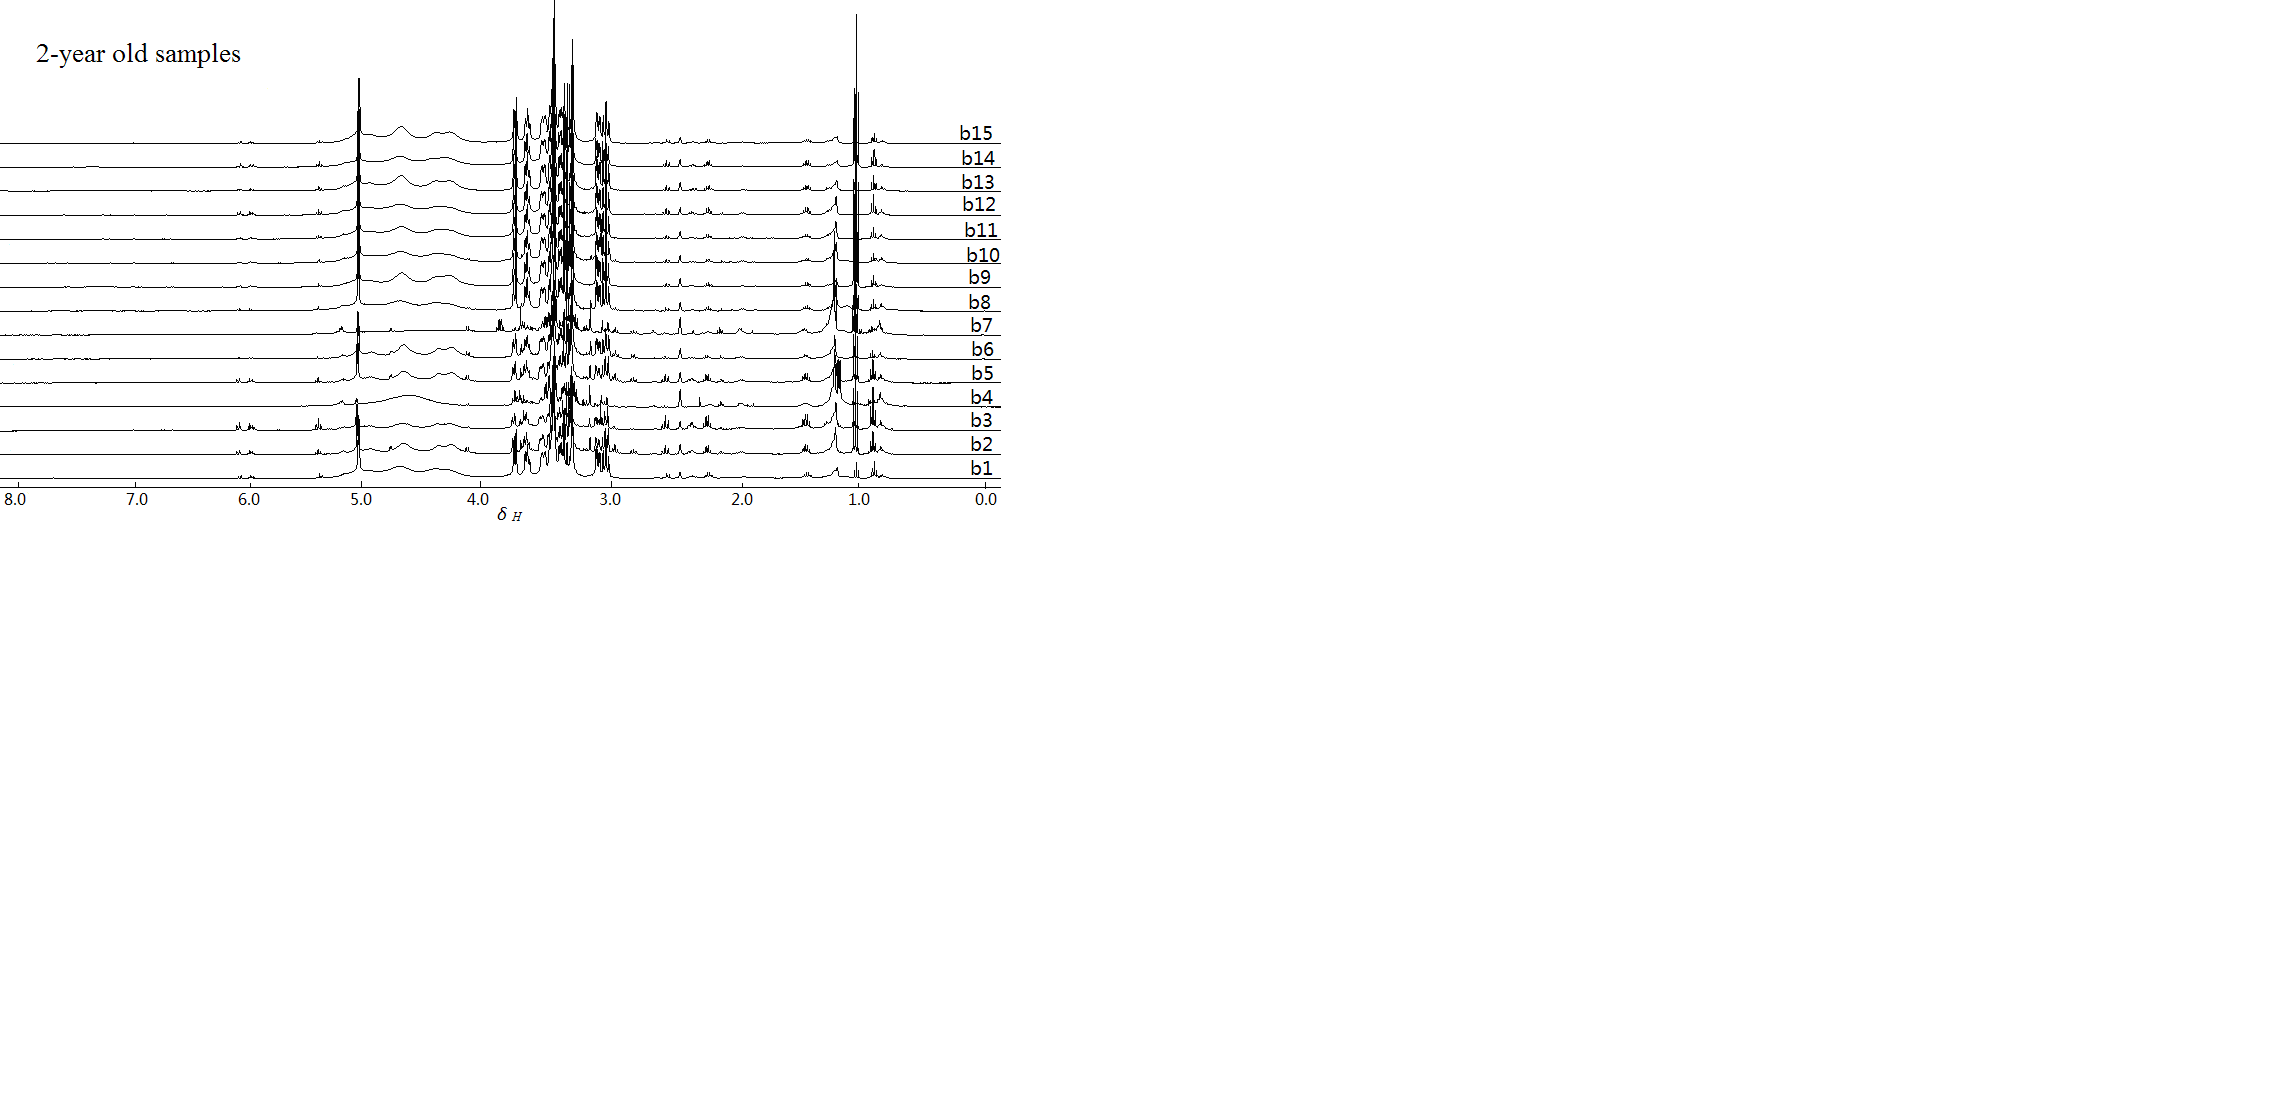 2-year old samples
b15
b14
b13
b12
b11
b10
b9
b8
b7
b6
b5
b4
b3
b2
b1
8.0 7.0 6.0 5.0 4.0 3.0 2.0 1.0 0.0
δ H